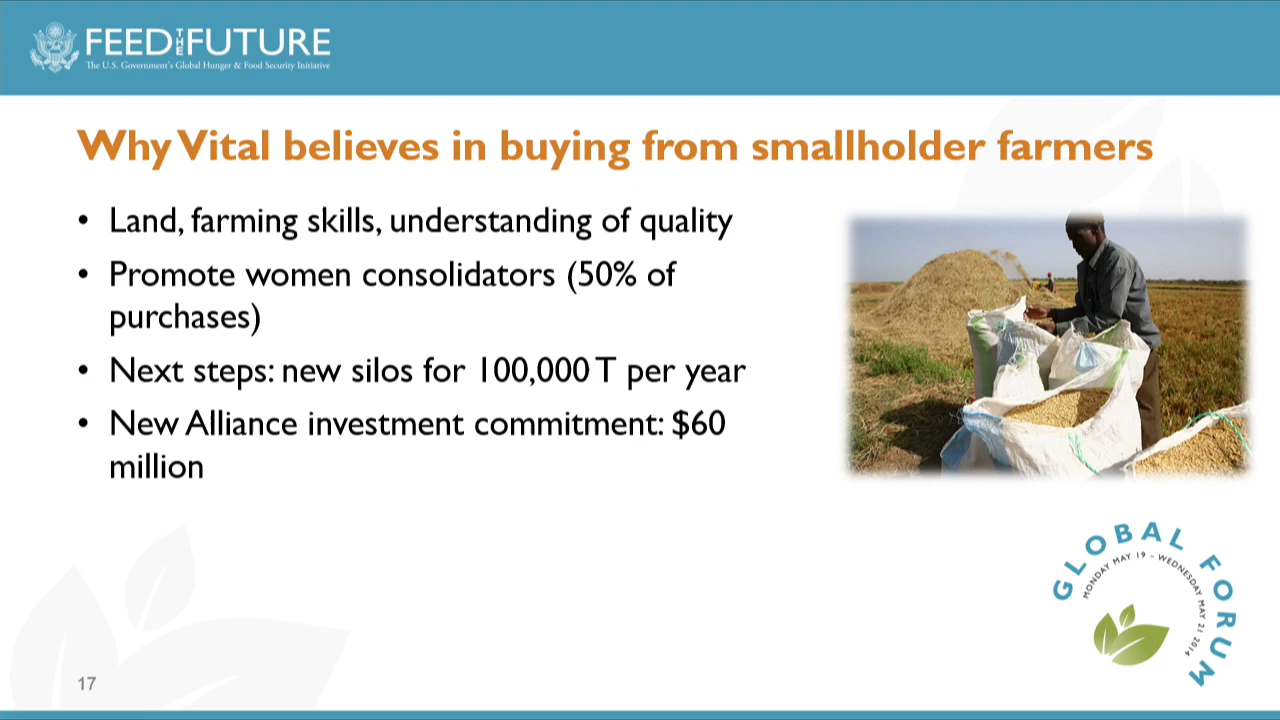 FEED THE FUTURE
The U.S. Government's Global Hunger & Food Security Initiative
Why Vital believes in buying from smallholder farmers
• Land, farming skills, understanding of quality
• Promote women consolidators (50% of
purchases)
• Next steps: new silos for 100,000 T per year
• New Alliance investment commitment: $60
million
GLOBAL FORUM
MONDAY MAY 19 – WEDNESDAY MAY 21 2014
17